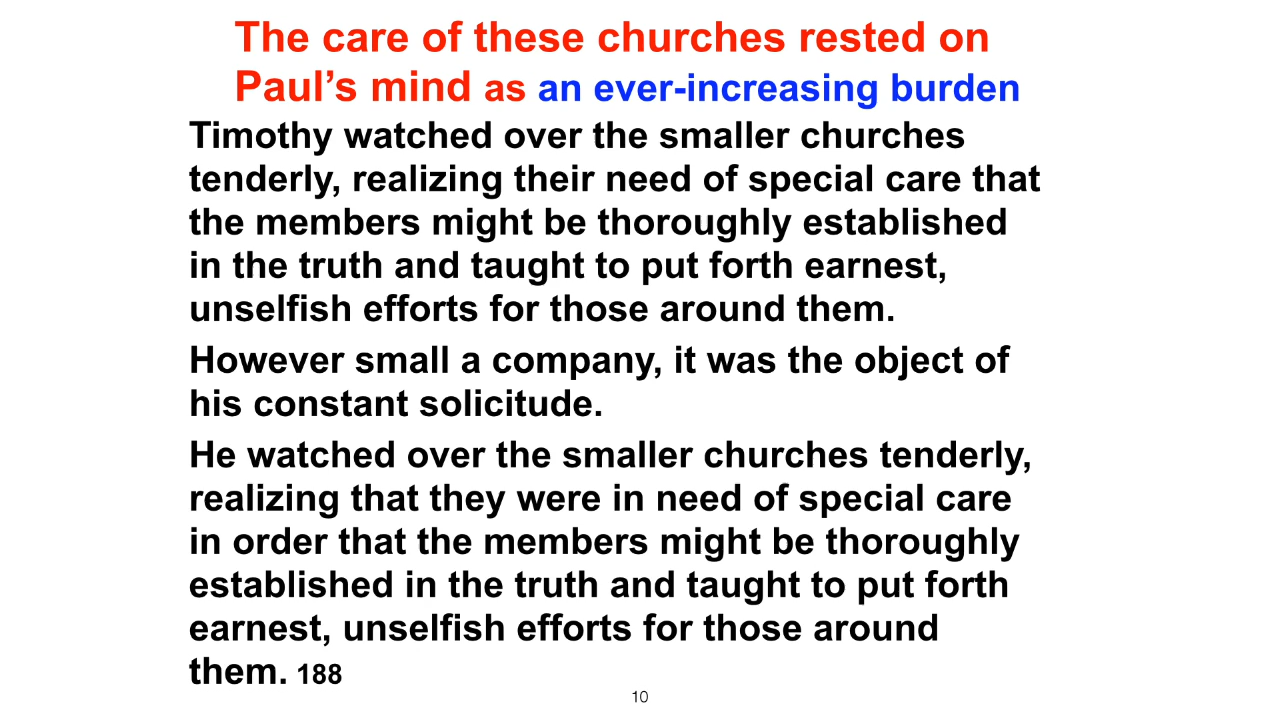 The care of these churches rested on
Paul’s mind as an ever-increasing burden
Timothy watched over the smaller churches
tenderly, realizing their need of special care that
the members might be thoroughly established
in the truth and taught to put forth earnest,
unselfish efforts for those around them.
However small a company, it was the object of
his constant solicitude.
He watched over the smaller churches tenderly,
realizing that they were in need of special care
in order that the members might be thoroughly
established in the truth and taught to put forth
earnest, unselfish efforts for those around
them. 188
10